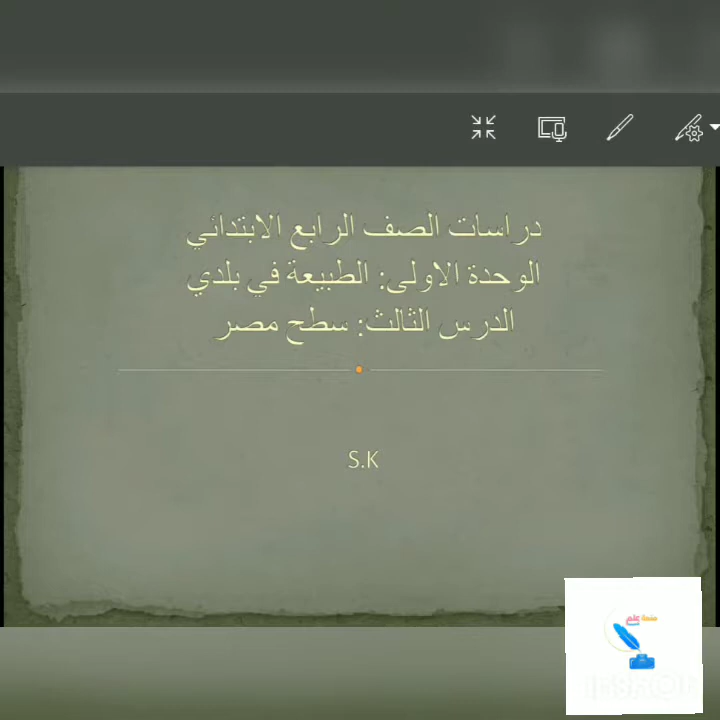 دراسات الصف الرابع الابتدائي
الوحدة الاولى: الطبيعة في بلدي
الدرس الثالث: سطح مصر
S.K